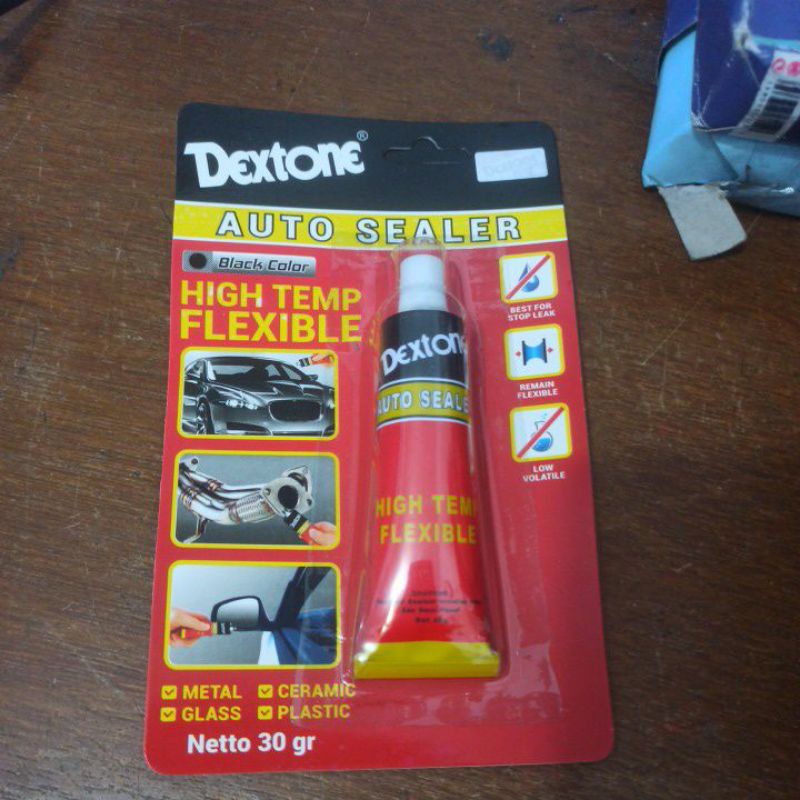 Dextone®
AUTO SEALER
Black Color
HIGH TEMP
FLEXIBLE
BEST FOR
STOP LEAK
REMAIN
FLEXIBLE
LOW
VOLATILE
Dextone
AUTO SEALER
HIGH TEMP
FLEXIBLE
METAL
CERAMIC
GLASS
PLASTIC
Netto 30 gr